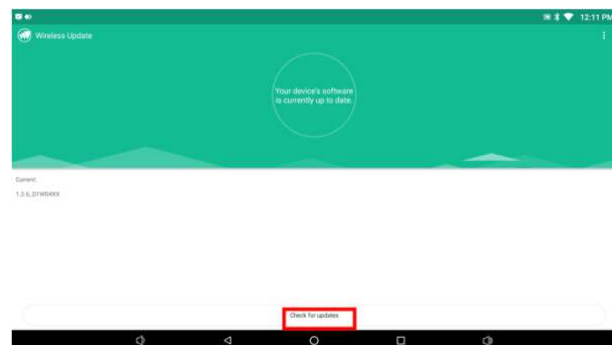 12:11 PM
Wireless Update
Your device's software
is currently up to date.
Current:
Check for updates